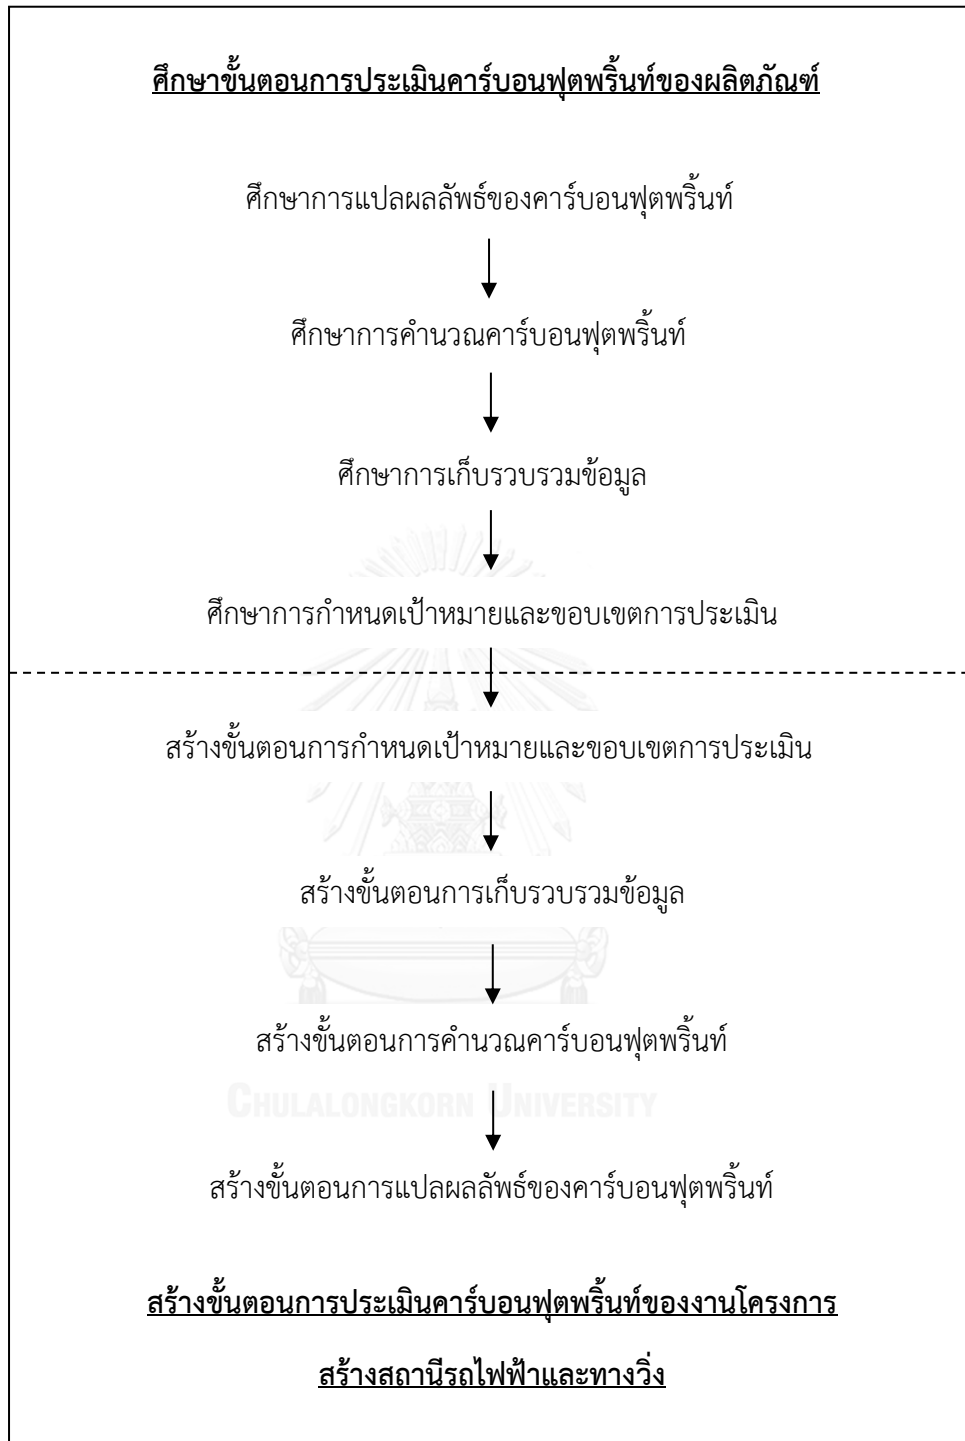 ศึกษาขั้นตอนการประเมินคาร์บอนฟุตพริ้นท์ของผลิตภัณฑ์
ศึกษาการแปลผลลัพธ์ของคาร์บอนฟุตพริ้นท์
ศึกษาการคำนวณคาร์บอนฟุตพริ้นท์
ศึกษาการเก็บรวบรวมข้อมูล
ศึกษาการกำหนดเป้าหมายและขอบเขตการประเมิน
สร้างขั้นตอนการกำหนดเป้าหมายและขอบเขตการประเมิน
สร้างขั้นตอนการเก็บรวบรวมข้อมูล
สร้างขั้นตอนการคำนวณคาร์บอนฟุตพริ้นท์
CHULALONGKORN UNIVERSITY
สร้างขั้นตอนการแปลผลลัพธ์ของคาร์บอนฟุตพริ้นท์
สร้างขั้นตอนการประเมินคาร์บอนฟุตพริ้นท์ของงานโครงการ
สร้างสถานีรถไฟฟ้าและทางวิ่ง